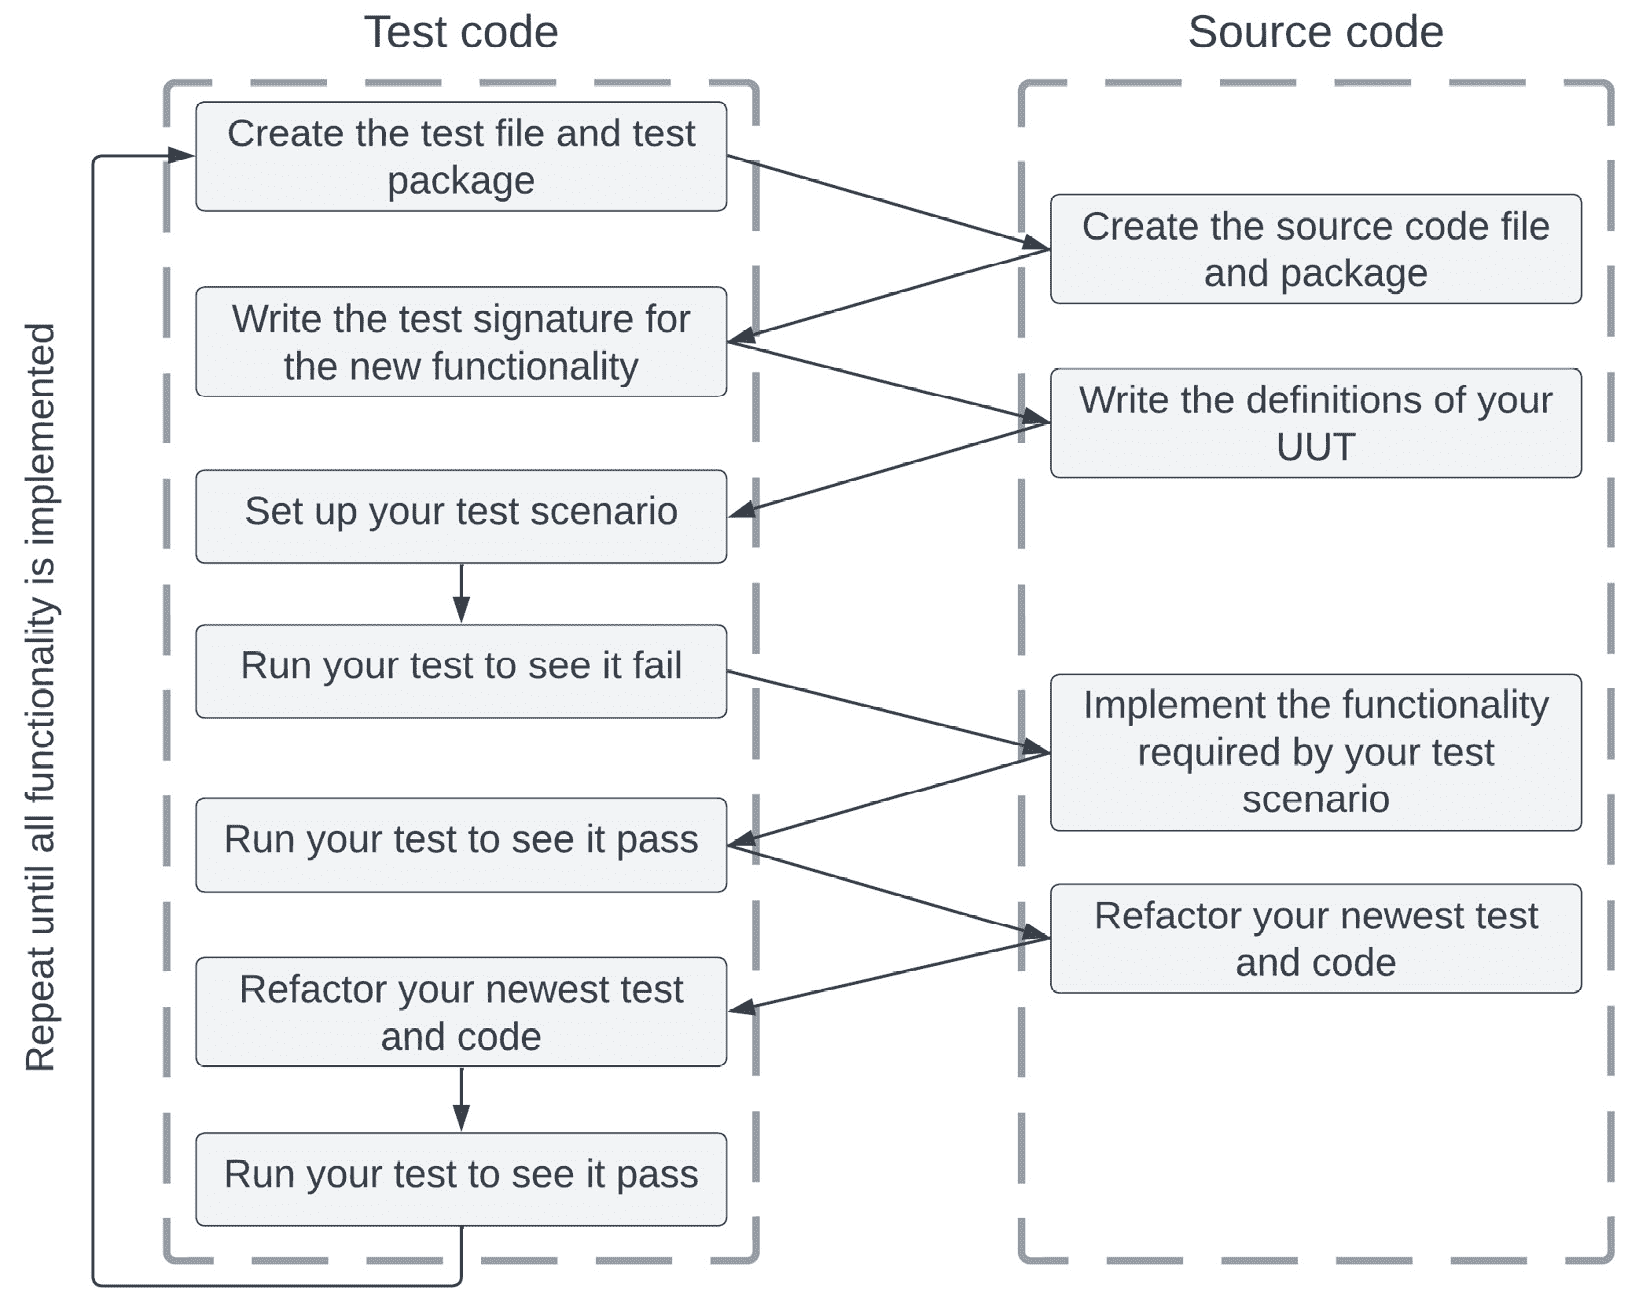 Test code
Source code
Create the test file and test
package
Create the source code file
and package
Write the test signature for
the new functionality
Write the definitions of your
UUT
Set up your test scenario
Run your test to see it fail
Implement the functionality
required by your test
scenario
Run your test to see it pass
Refactor your newest test
and code
Refactor your newest test
and code
Run your test to see it pass
Repeat until all functionality is implemented